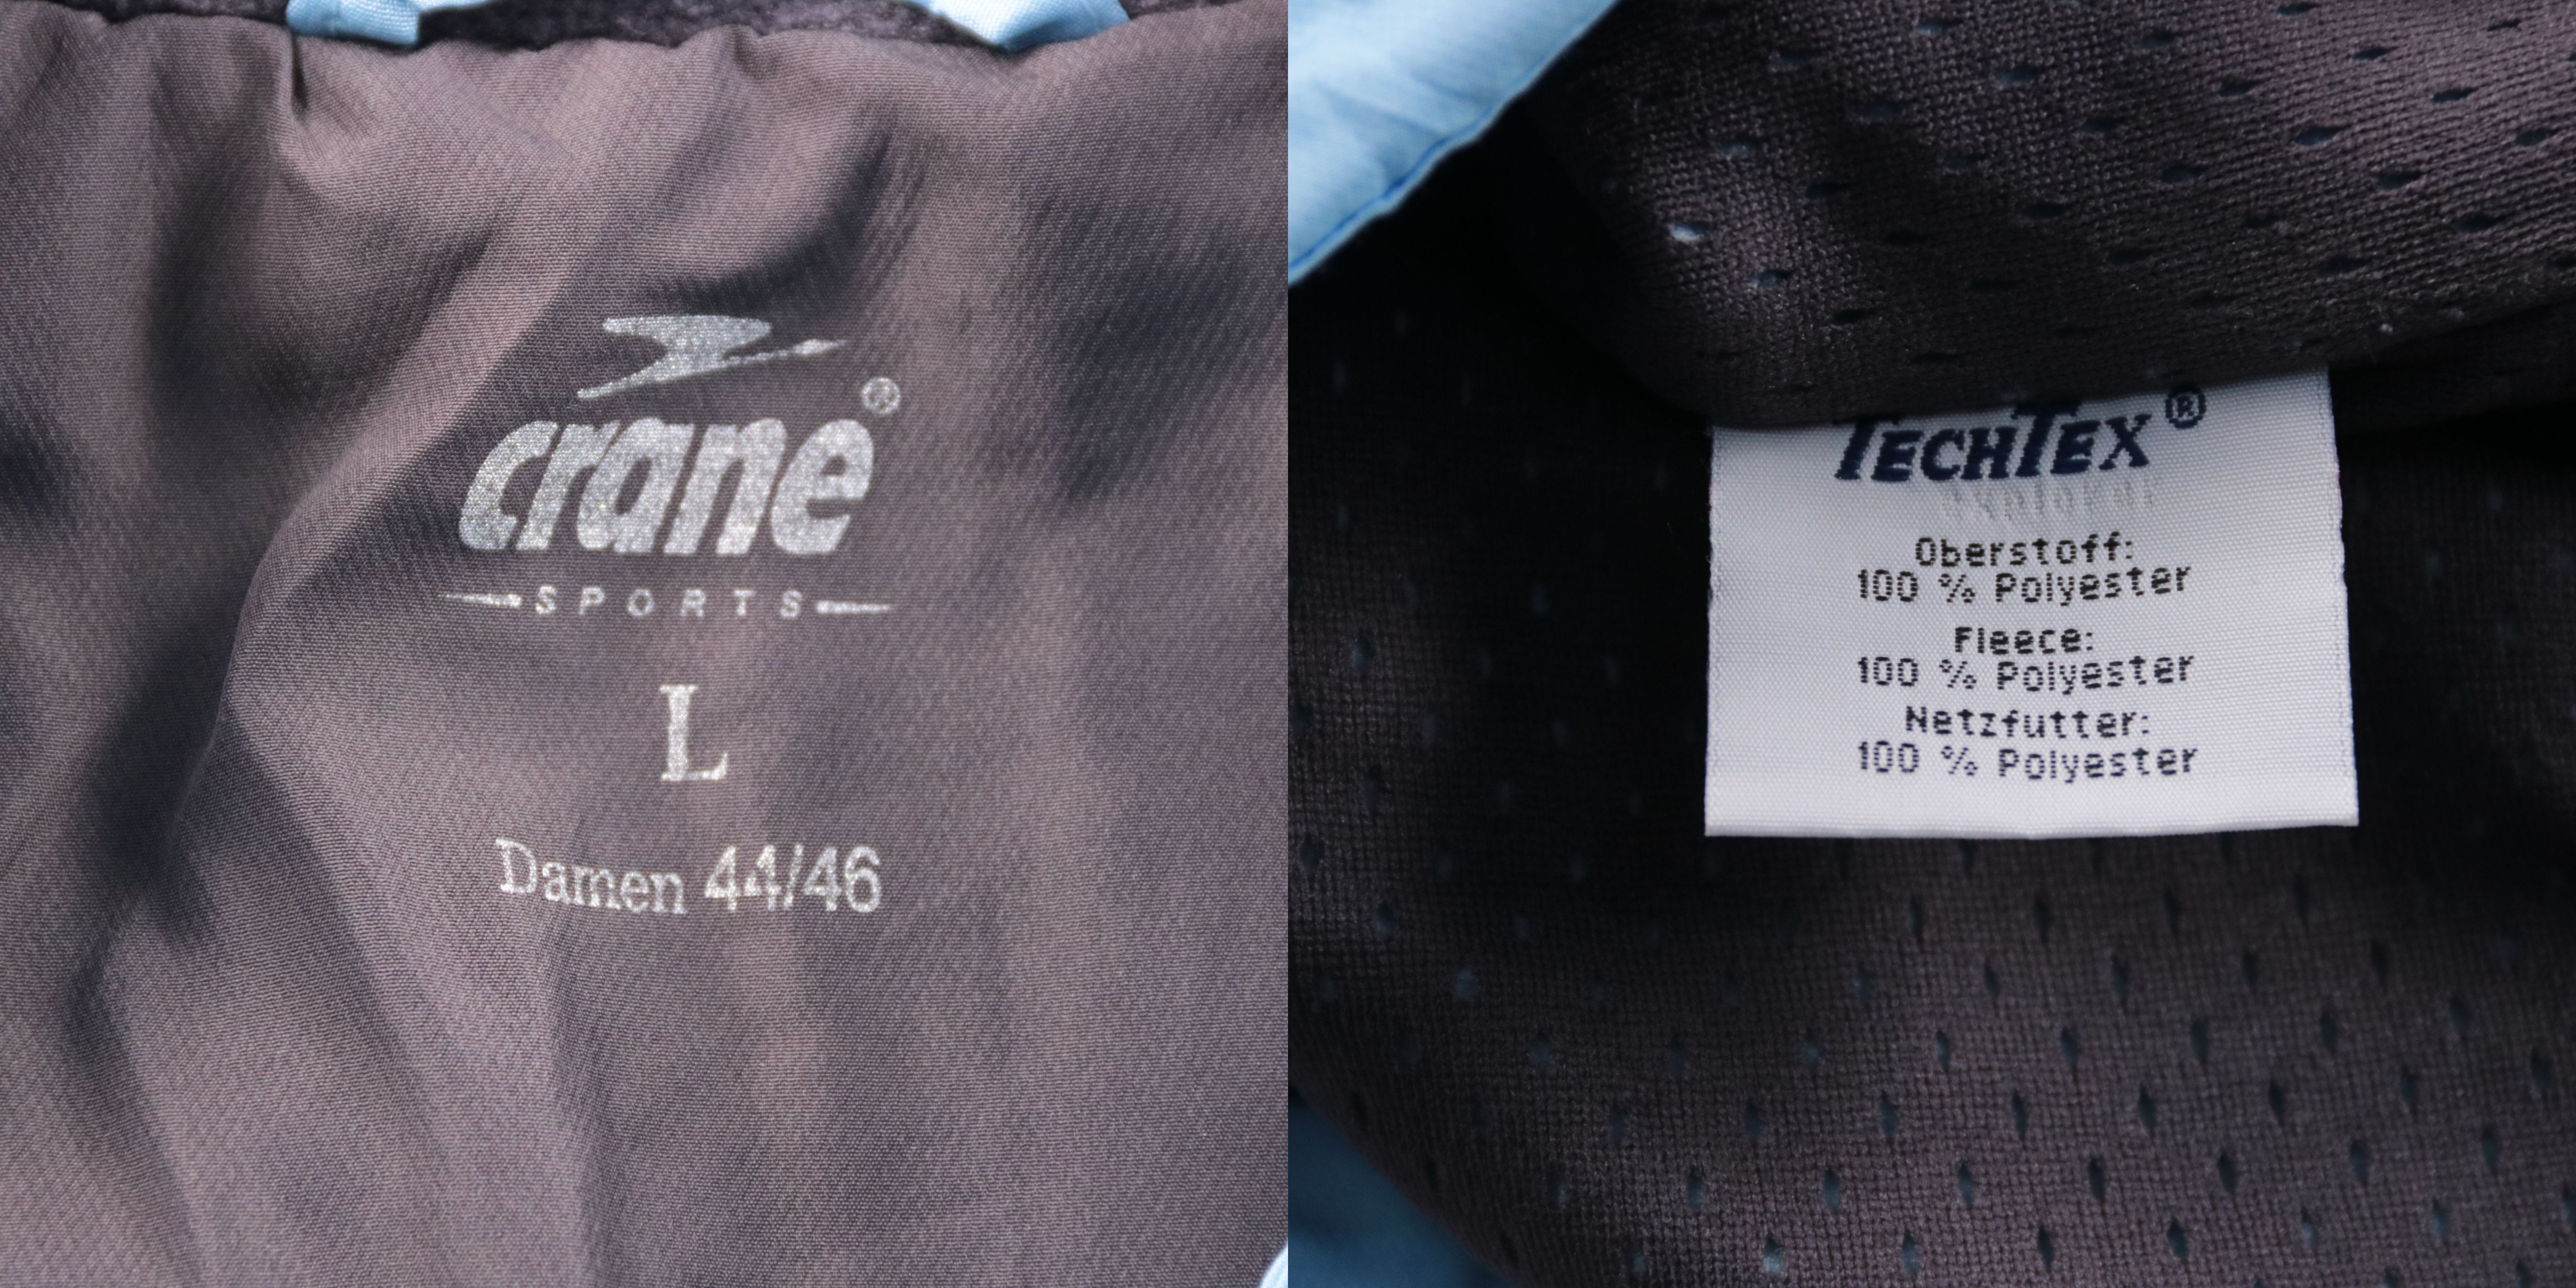 crane®
SPORTS
L
Damen 44/46
TECHTEX®
Oberstoff:
100 % Polyester
Fleece:
100 % Polyester
Netzfutter:
100 % Polyester